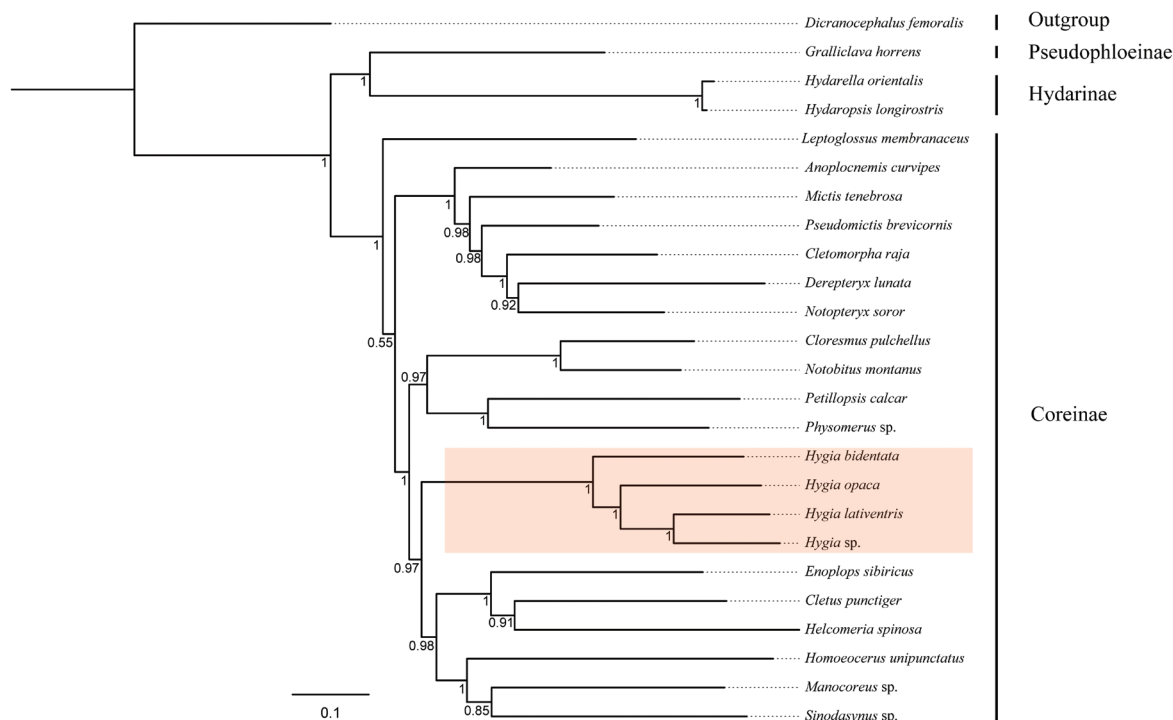 Dicranocephalus femoralis
Outgroup
Gralliclava horrens
Pseudophloeinae
1
Hydarella orientalis
1
Hydaropsis longirostris
Hydarinae
Leptoglossus membranaceus
1
Anoplocnemis curvipes
Mictis tenebrosa
1
Pseudomictis brevicornis
0.98
1
Cletomorpha raja
0.98
Derepteryx lunata
1
Notopteryx soror
0.92
Cloresmus pulchellus
0.55
Notobitus montanus
1
0.97
Petillopsis calcar
Coreinae
Physomerus sp.
1
Hygia bidentata
1
Hygia opaca
1
Hygia lativentris
1
Hygia sp.
1
Enoplops sibiricus
0.97
Cletus punctiger
1
Helcomeria spinosa
0.91
0.98
Homoeocerus unipunctatus
Manocoreus sp.
1
Sinodasynus sp.
0.85
0.1